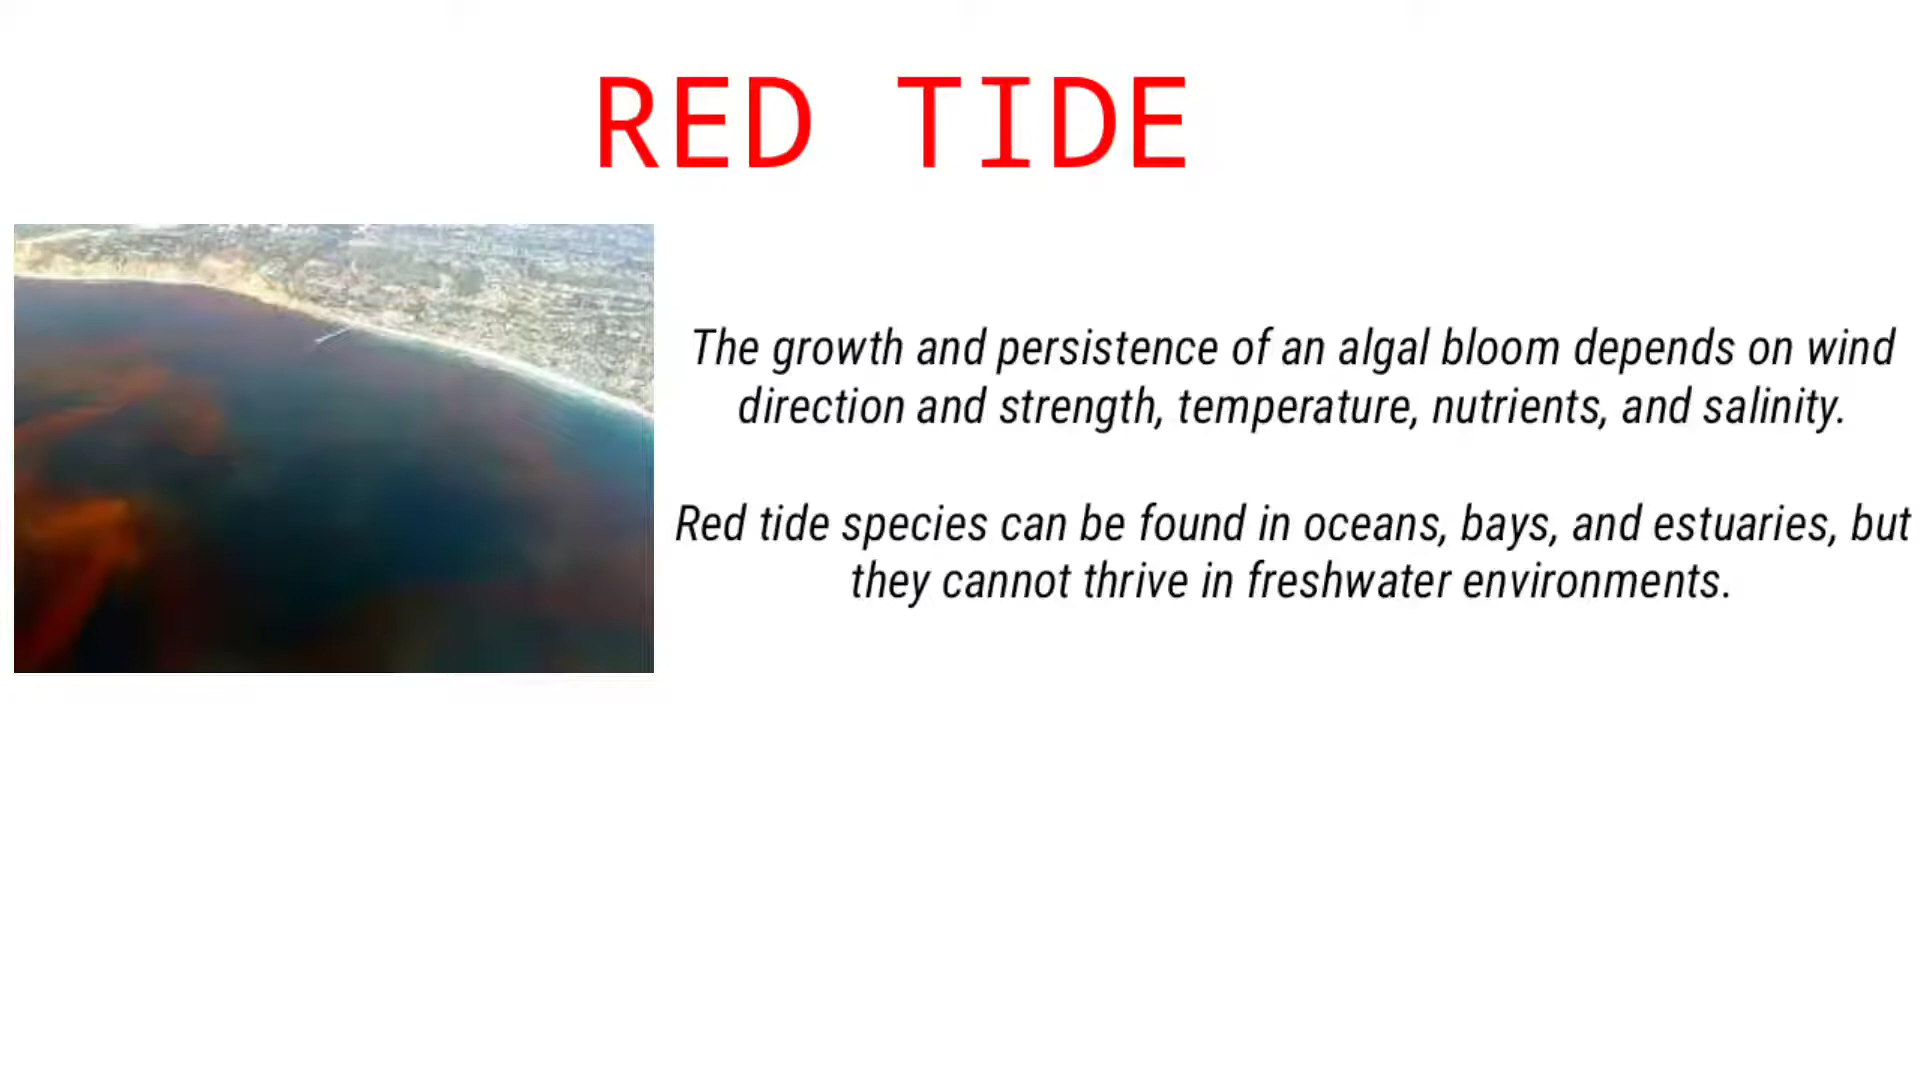 RED TIDE
The growth and persistence of an algal bloom depends on wind
direction and strength, temperature, nutrients, and salinity.
Red tide species can be found in oceans, bays, and estuaries, but
they cannot thrive in freshwater environments.